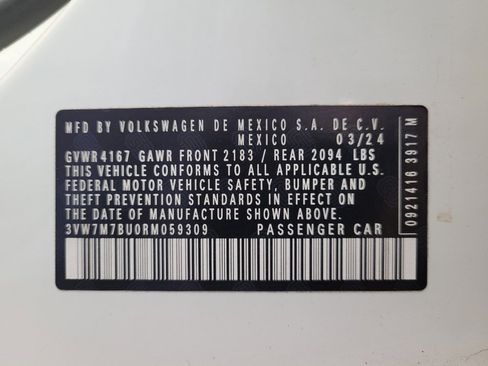 MFD BY VOLKSWAGEN DE MEXICO S.A. DE C.V.
MEXICO 03/24
GVWR 4167 GAWR FRONT 2183 / REAR 2094 LBS
THIS VEHICLE CONFORMS TO ALL APPLICABLE U.S.
FEDERAL MOTOR VEHICLE SAFETY, BUMPER AND
THEFT PREVENTION STANDARDS IN EFFECT ON
THE DATE OF MANUFACTURE SHOWN ABOVE.
3VW7M7BU0RM059309 PASSENGER CAR
09214163917 M